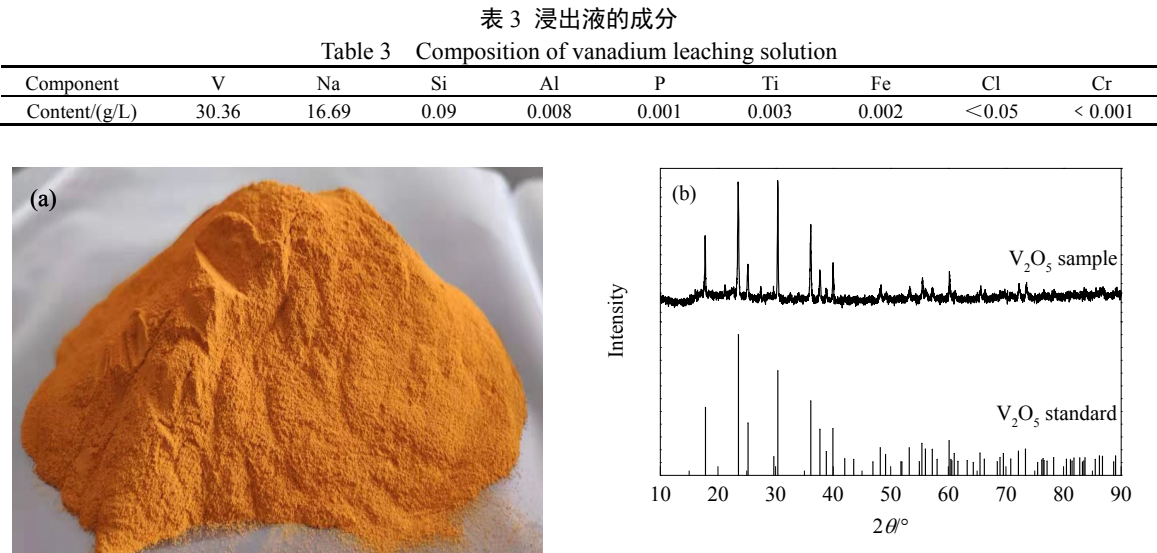 表 3 浸出液的成分
Table 3 Composition of vanadium leaching solution
Component V Na Si Al P Ti Fe Cl Cr
Content/(g/L) 30.36 16.69 0.09 0.008 0.001 0.003 0.002 ＜0.05 < 0.001
(a)
(b)
V₂O₅ sample
Intensity
V₂O₅ standard
10 20 30 40 50 60 70 80 90
2θ/°